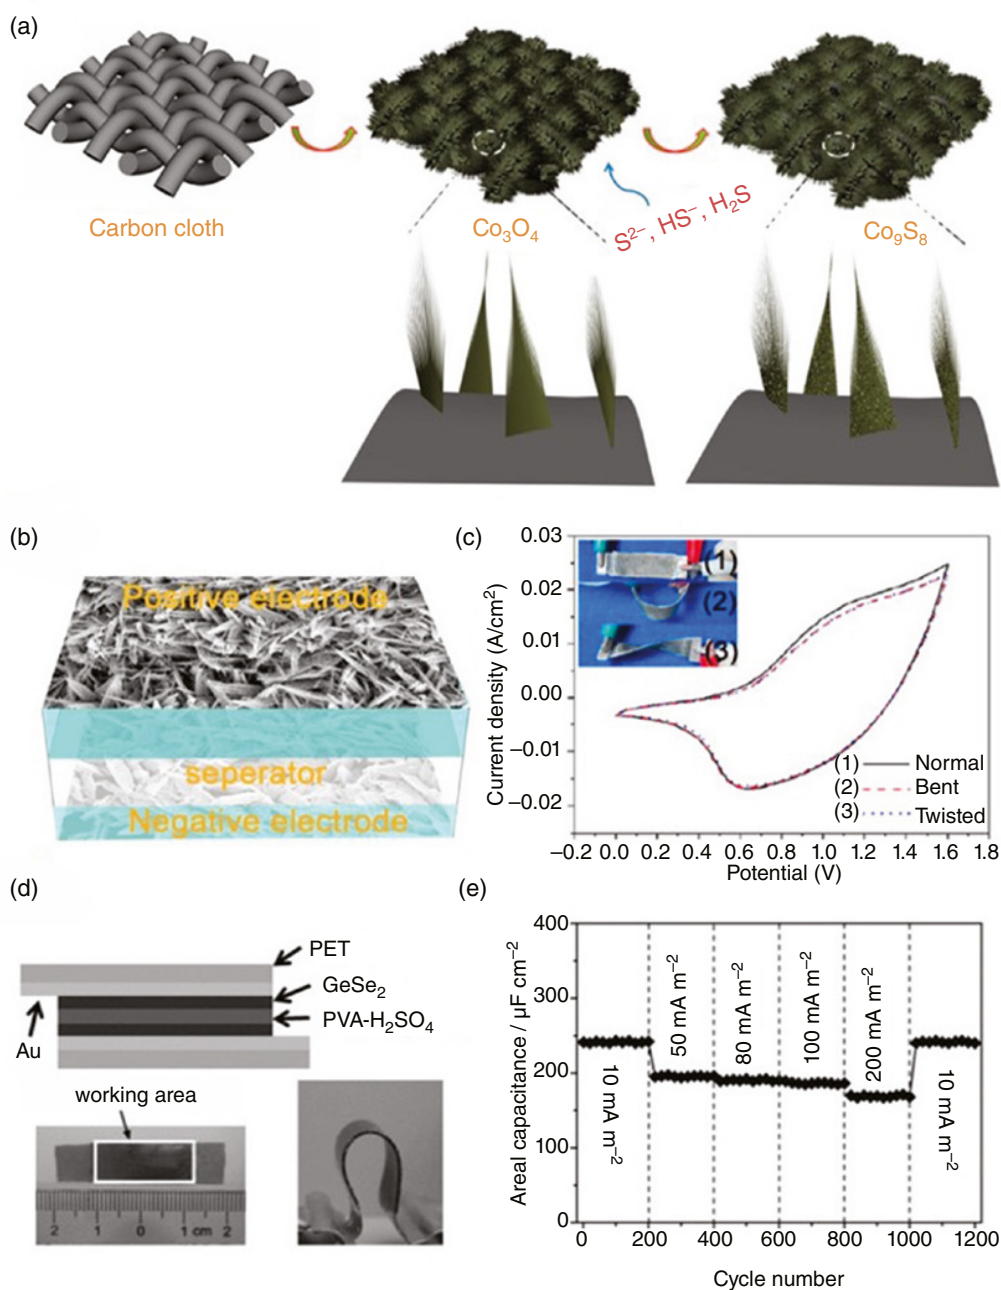 (a)
Carbon cloth
Co₃O₄
S²⁻, HS⁻, H₂S
Co₉S₈
(b)
Positive electrode
seperator
Negative electrode
(c)
Current density (A/cm²)
0.03
0.02
0.01
0.00
−0.01
−0.02
(1)
(2)
(3)
(1) Normal
(2) Bent
(3) Twisted
−0.2 0.0 0.2 0.4 0.6 0.8 1.0 1.2 1.4 1.6 1.8
Potential (V)
(d)
PET
GeSe₂
PVA-H₂SO₄
Au
working area
2 1 0 1 cm 2
(e)
Areal capacitance / μF cm⁻²
400
300
200
100
0
10 mA m⁻²
50 mA m⁻²
80 mA m⁻²
100 mA m⁻²
200 mA m⁻²
10 mA m⁻²
0 200 400 600 800 1000 1200
Cycle number